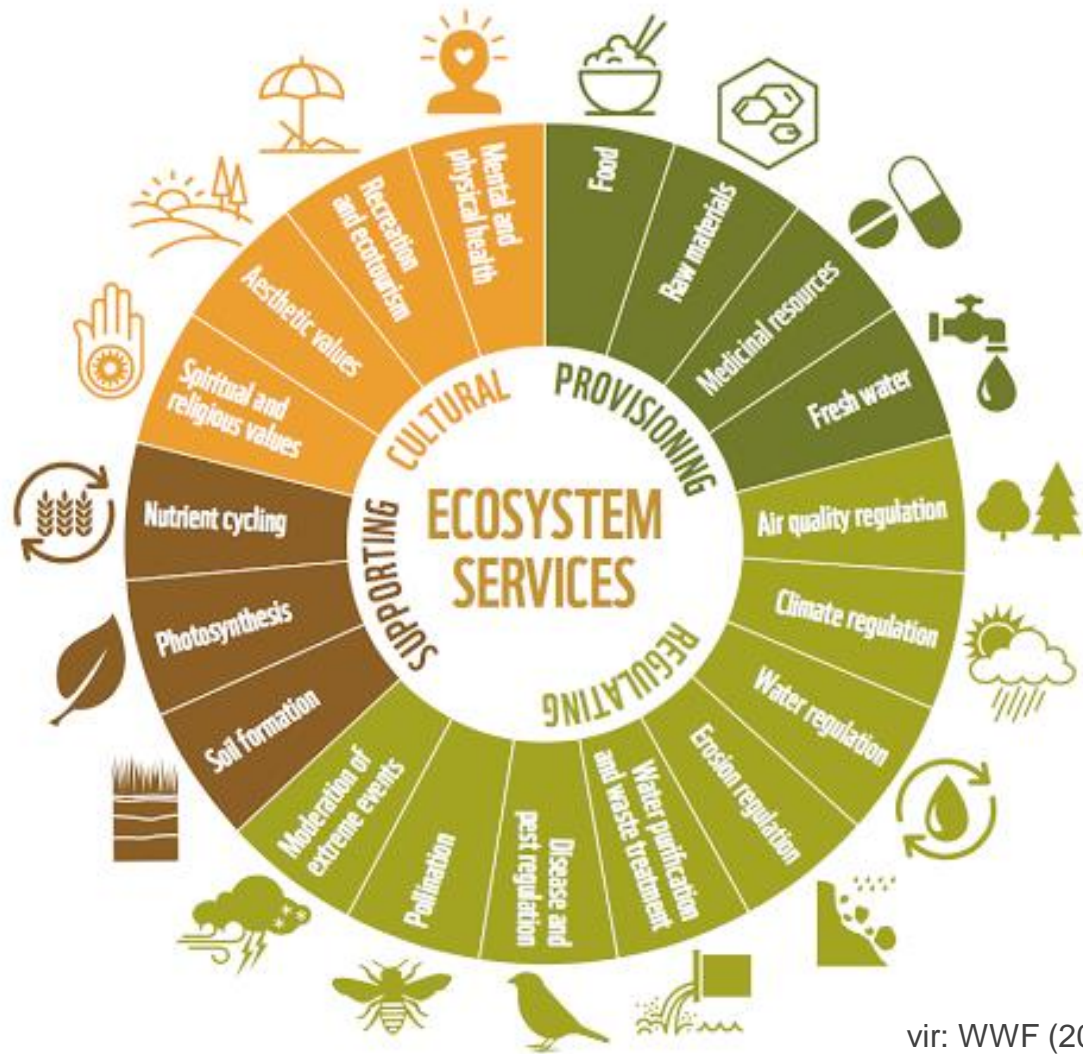 ECOSYSTEM
SERVICES
PROVISIONING
Food
Raw materials
Medicinal resources
Fresh water
REGULATING
Air quality regulation
Climate regulation
Water regulation
Erosion regulation
Water purification
and waste treatment
Disease and
pest regulation
Pollination
Moderation of
extreme events
SUPPORTING
Soil formation
Photosynthesis
Nutrient cycling
CULTURAL
Spiritual and
religious values
Aesthetic values
Recreation
and ecotourism
Mental and
physical health
vir: WWF